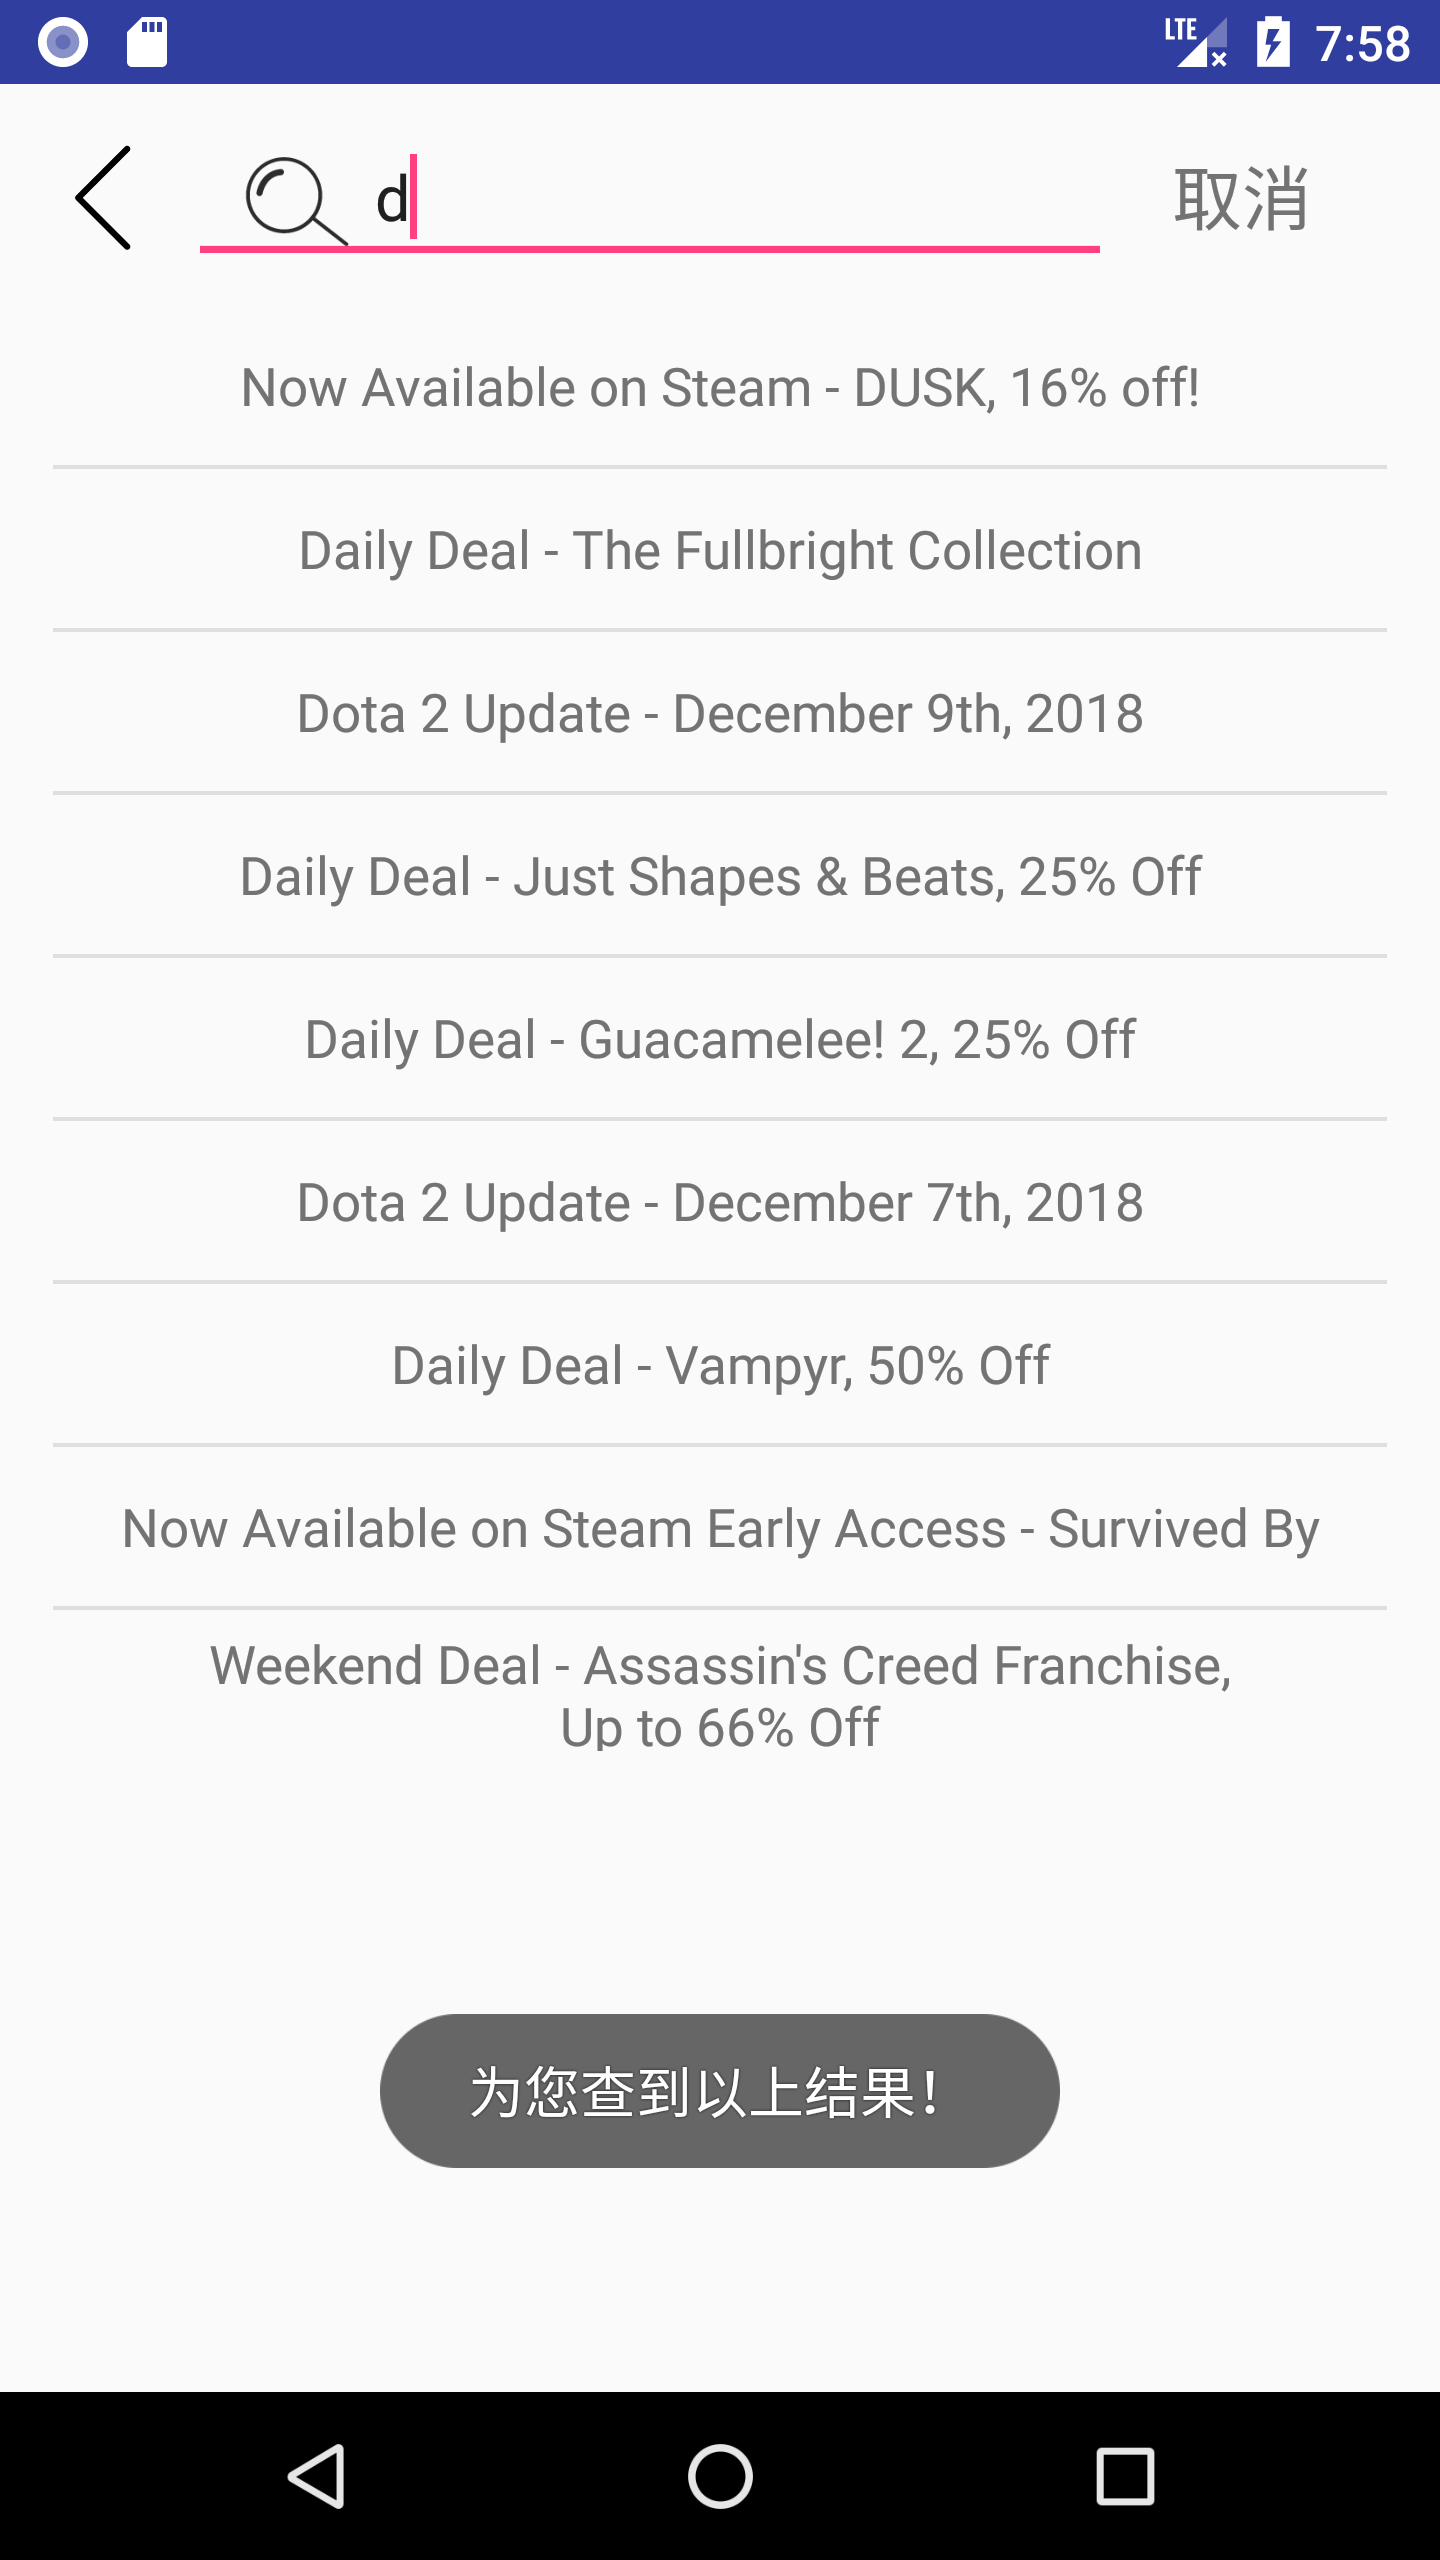 LTE 7:58
d
取消
Now Available on Steam - DUSK, 16% off!
Daily Deal - The Fullbright Collection
Dota 2 Update - December 9th, 2018
Daily Deal - Just Shapes & Beats, 25% Off
Daily Deal - Guacamelee! 2, 25% Off
Dota 2 Update - December 7th, 2018
Daily Deal - Vampyr, 50% Off
Now Available on Steam Early Access - Survived By
Weekend Deal - Assassin's Creed Franchise,
Up to 66% Off
为您查到以上结果！